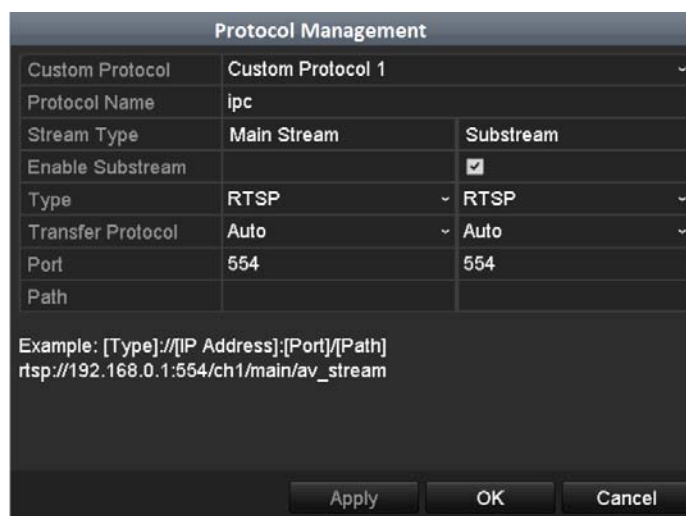 Protocol Management
Custom Protocol Custom Protocol 1
Protocol Name ipc
Stream Type Main Stream Substream
Enable Substream
Type RTSP RTSP
Transfer Protocol Auto Auto
Port 554 554
Path
Example: [Type]://[IP Address]:[Port]/[Path]
rtsp://192.168.0.1:554/ch1/main/av_stream
Apply OK Cancel